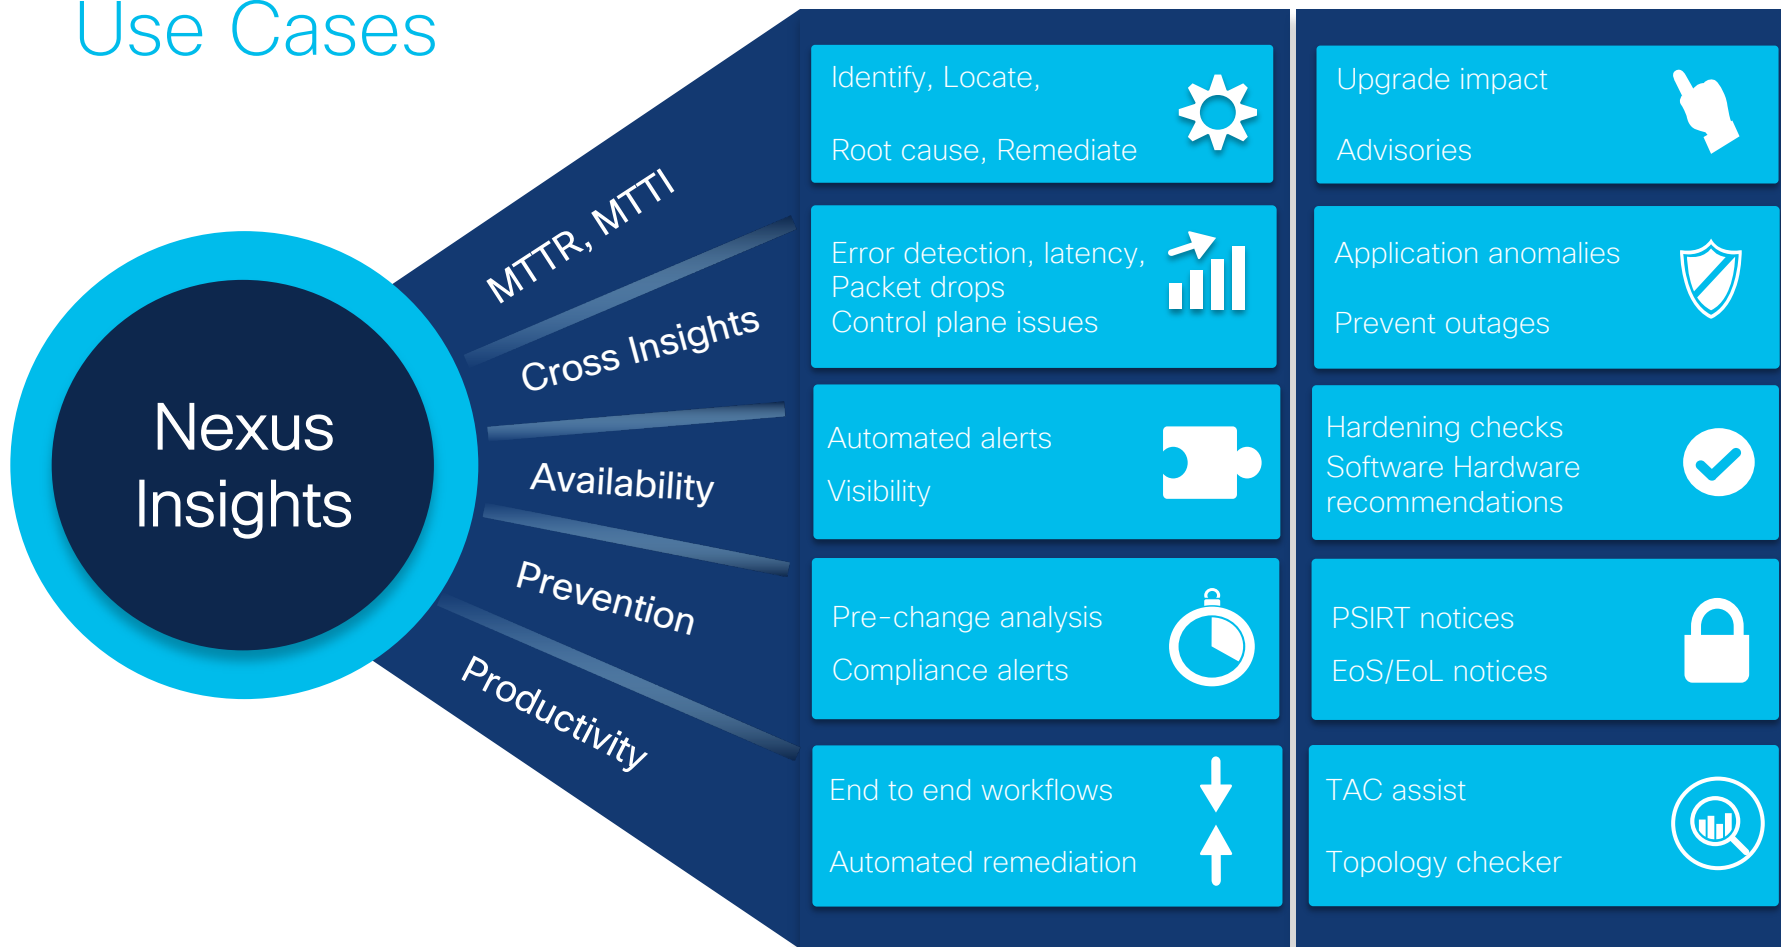 Use Cases
Nexus
Insights
MTTR, MTTI
Cross Insights
Availability
Prevention
Productivity
Identify, Locate,
Root cause, Remediate
Upgrade impact
Advisories
Error detection, latency,
Packet drops
Control plane issues
Application anomalies
Prevent outages
Automated alerts
Visibility
Hardening checks
Software Hardware
recommendations
Pre-change analysis
Compliance alerts
PSIRT notices
EoS/EoL notices
End to end workflows
Automated remediation
TAC assist
Topology checker